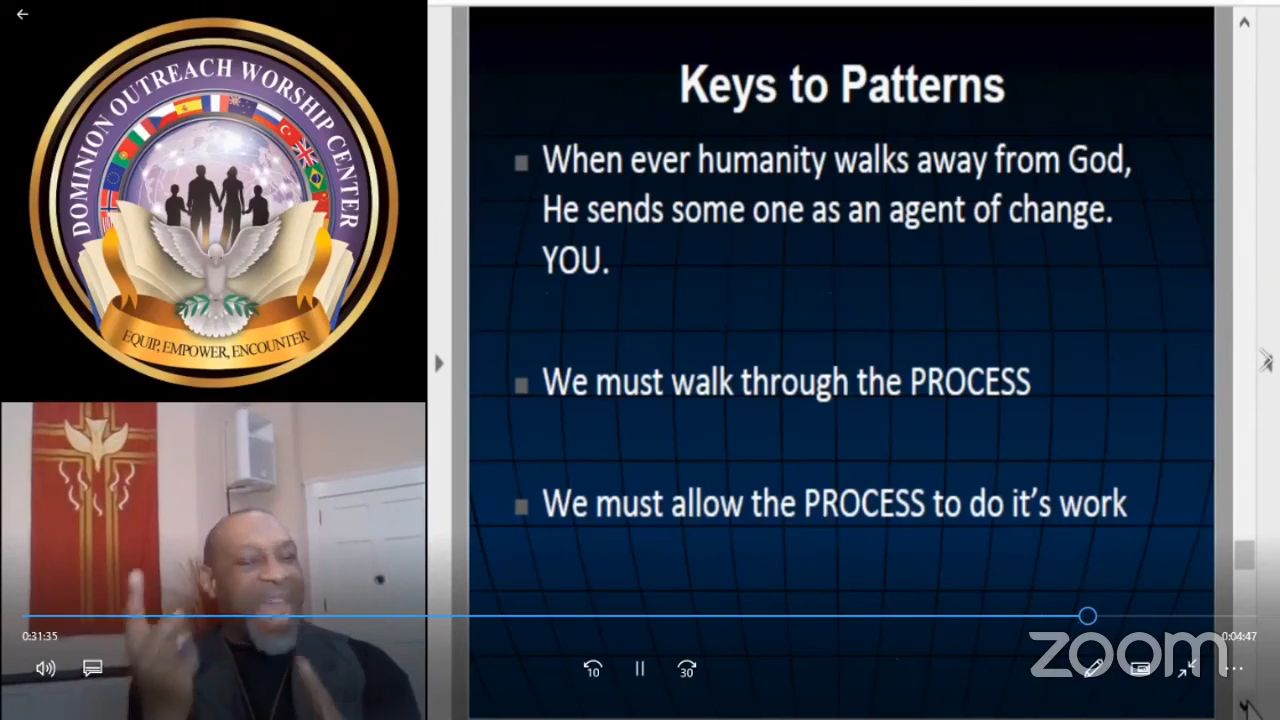 DOMINION OUTREACH WORSHIP CENTER
EQUIP, EMPOWER, ENCOUNTER
Keys to Patterns
When ever humanity walks away from God,
He sends some one as an agent of change.
YOU.
We must walk through the PROCESS
We must allow the PROCESS to do it's work
0:31:35
0:04:47
10
30
zoom